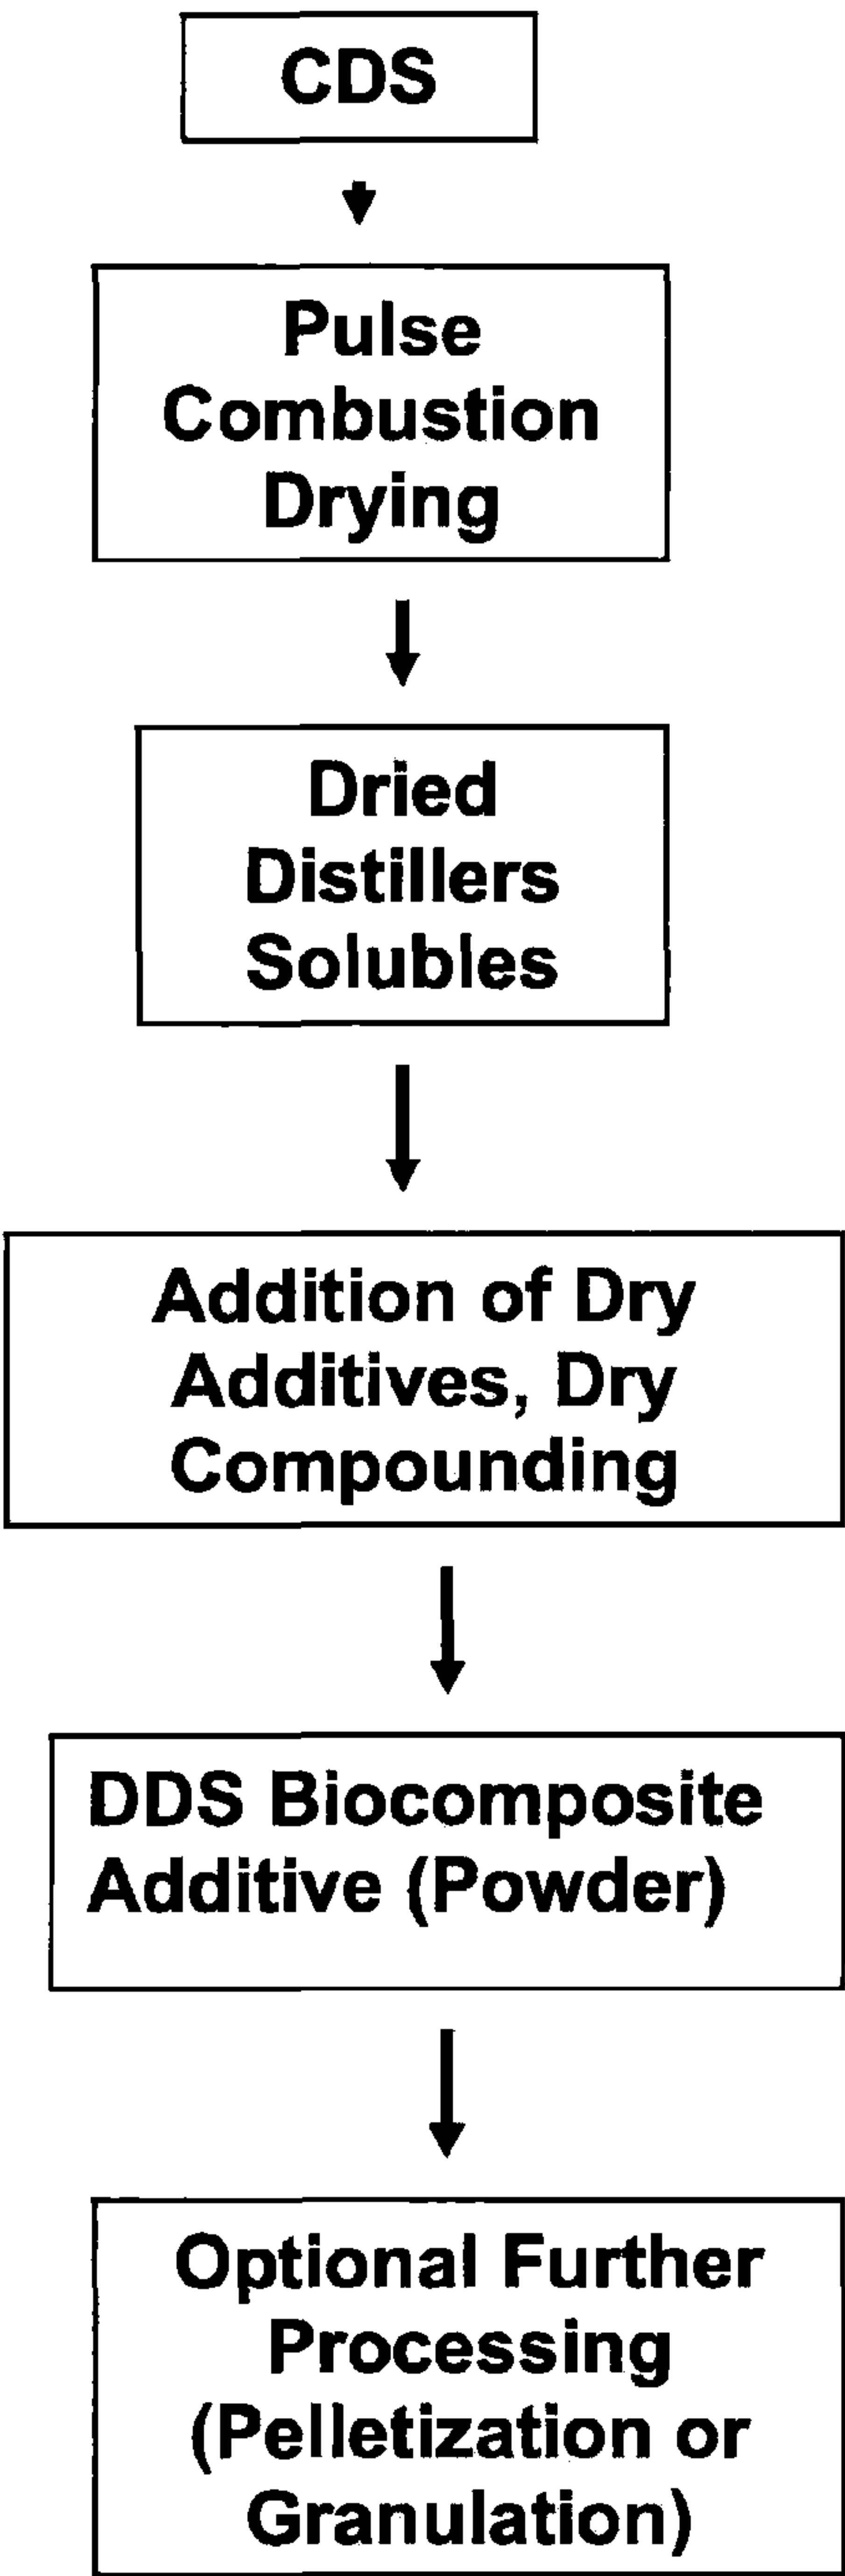 CDS
Pulse
Combustion
Drying
Dried
Distillers
Solubles
Addition of Dry
Additives, Dry
Compounding
DDS Biocomposite
Additive (Powder)
Optional Further
Processing
(Pelletization or
Granulation)